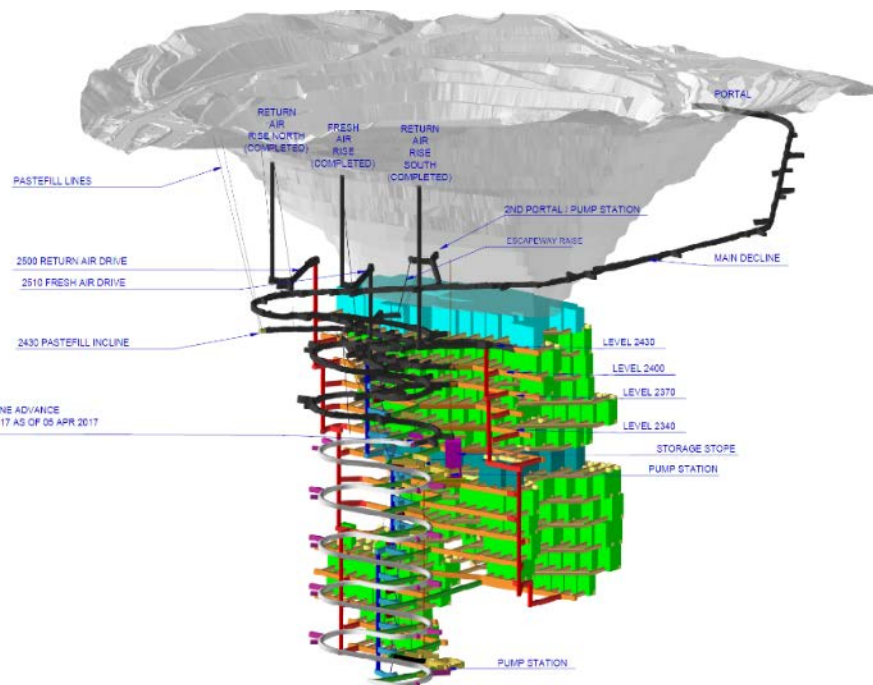 PORTAL
RETURN
AIR
RISE NORTH
(COMPLETED)
FRESH
AIR
RISE
(COMPLETED)
RETURN
AIR
RISE
SOUTH
(COMPLETED)
PASTEFILL LINES
2ND PORTAL / PUMP STATION
ESCAPEWAY RAISE
2500 RETURN AIR DRIVE
MAIN DECLINE
2510 FRESH AIR DRIVE
2430 PASTEFILL INCLINE
LEVEL 2430
LEVEL 2400
LEVEL 2370
LEVEL 2340
NE ADVANCE
17 AS OF 05 APR 2017
STORAGE STOPE
PUMP STATION
PUMP STATION